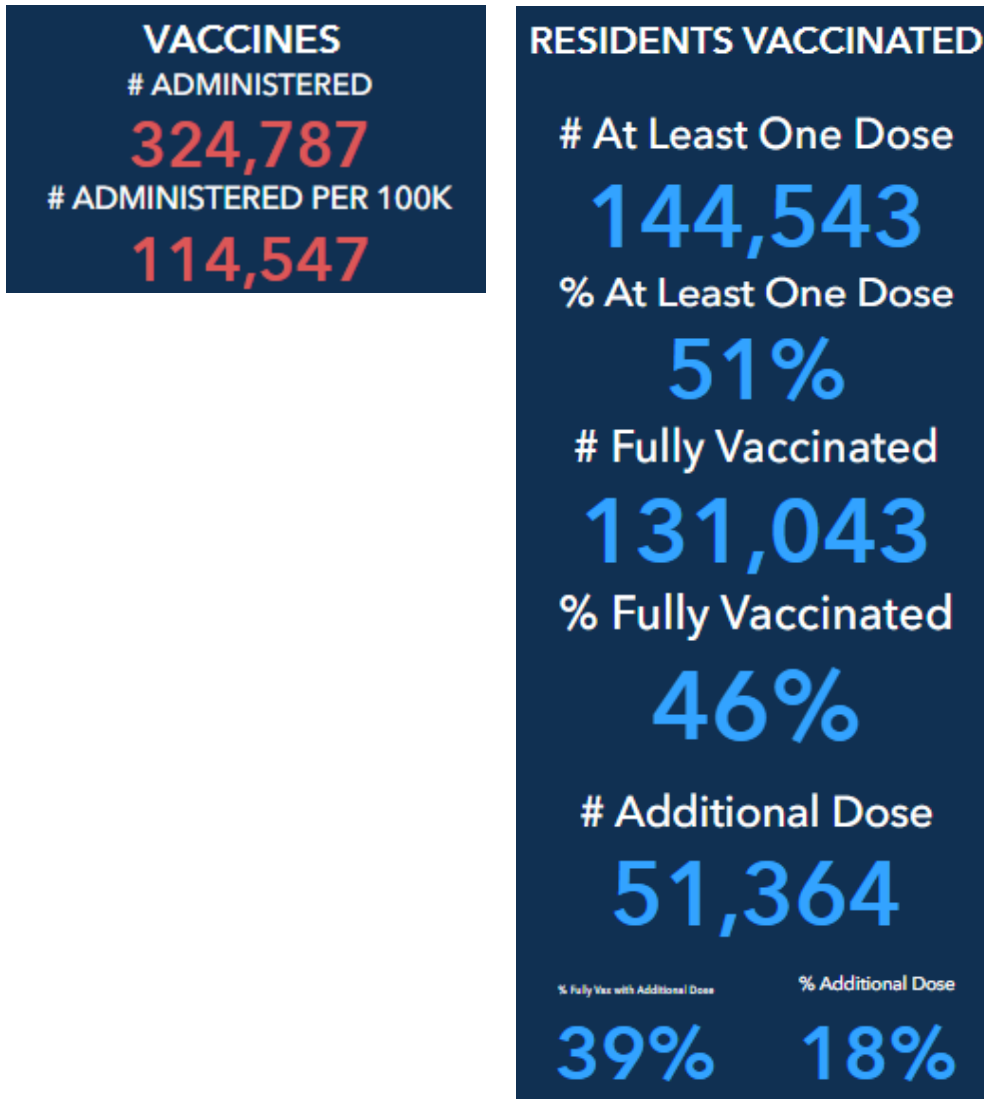 VACCINES
# ADMINISTERED
324,787
# ADMINISTERED PER 100K
114,547
RESIDENTS VACCINATED
# At Least One Dose
144,543
% At Least One Dose
51%
# Fully Vaccinated
131,043
% Fully Vaccinated
46%
# Additional Dose
51,364
% Fully Vax with Additional Dose
% Additional Dose
39%
18%